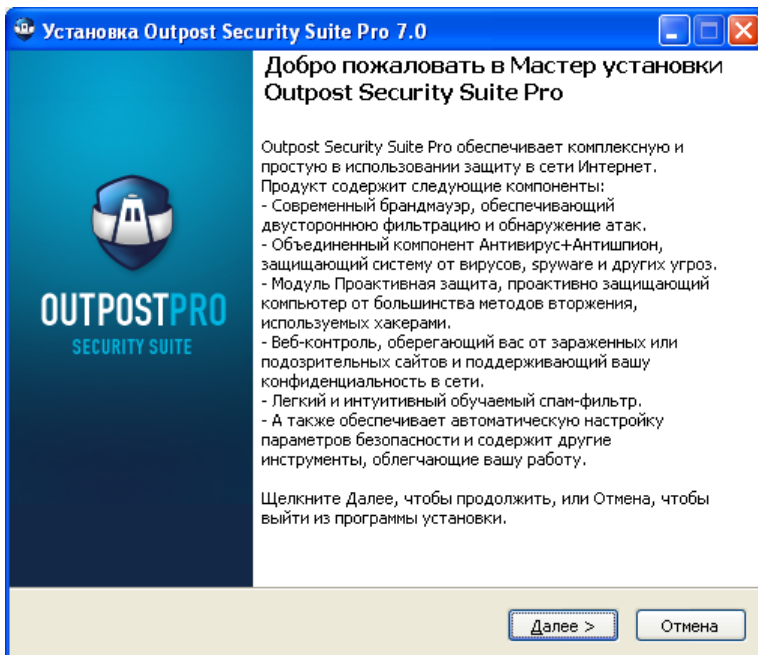 Установка Outpost Security Suite Pro 7.0
Добро пожаловать в Мастер установки
Outpost Security Suite Pro
Outpost Security Suite Pro обеспечивает комплексную и
простую в использовании защиту в сети Интернет.
Продукт содержит следующие компоненты:
- Современный брандмауэр, обеспечивающий
двустороннюю фильтрацию и обнаружение атак.
- Объединенный компонент Антивирус+Антишпион,
защищающий систему от вирусов, spyware и других угроз.
- Модуль Проактивная защита, проактивно защищающий
компьютер от большинства методов вторжения,
используемых хакерами.
- Веб-контроль, оберегающий вас от зараженных или
подозрительных сайтов и поддерживающий вашу
конфиденциальность в сети.
- Легкий и интуитивный обучаемый спам-фильтр.
- А также обеспечивает автоматическую настройку
параметров безопасности и содержит другие
инструменты, облегчающие вашу работу.
Щелкните Далее, чтобы продолжить, или Отмена, чтобы
выйти из программы установки.
OUTPOSTPRO
SECURITY SUITE
Далее >
Отмена